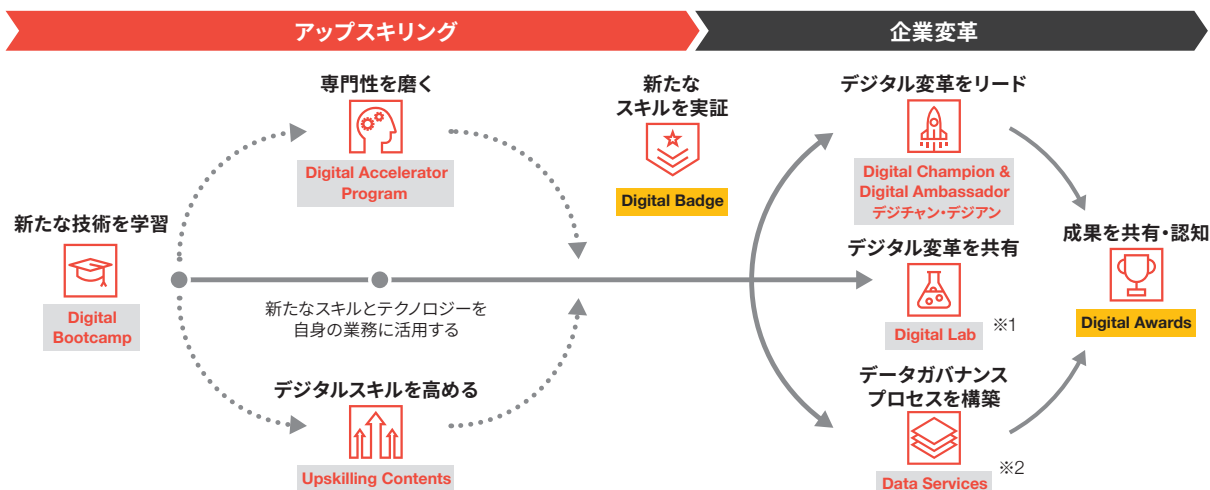 アップスキリング
企業変革
新たな技術を学習
Digital
Bootcamp
専門性を磨く
Digital Accelerator
Program
新たなスキルとテクノロジーを
自身の業務に活用する
デジタルスキルを高める
Upskilling Contents
新たな
スキルを実証
Digital Badge
デジタル変革をリード
Digital Champion &
Digital Ambassador
デジチャン・デジアン
デジタル変革を共有
Digital Lab ※1
データガバナンス
プロセスを構築
Data Services ※2
成果を共有・認知
Digital Awards